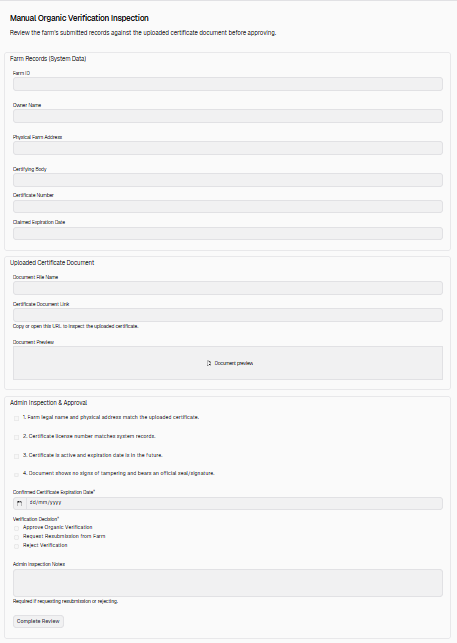 Manual Organic Verification Inspection
Review the farm's submitted records against the uploaded certificate document before approving.
Farm Records (System Data)
Farm ID
Owner Name
Physical Farm Address
Certifying Body
Certificate Number
Claimed Expiration Date
Uploaded Certificate Document
Document File Name
Certificate Document Link
Copy or open this URL to inspect the uploaded certificate.
Document Preview
Document preview
Admin Inspection & Approval
1. Farm legal name and physical address match the uploaded certificate.
2. Certificate license number matches system records.
3. Certificate is active and expiration date is in the future.
4. Document shows no signs of tampering and bears an official seal/signature.
Confirmed Certificate Expiration Date*
dd/mm/yyyy
Verification Decision*
Approve Organic Verification
Request Resubmission from Farm
Reject Verification
Admin Inspection Notes
Required if requesting resubmission or rejecting.
Complete Review